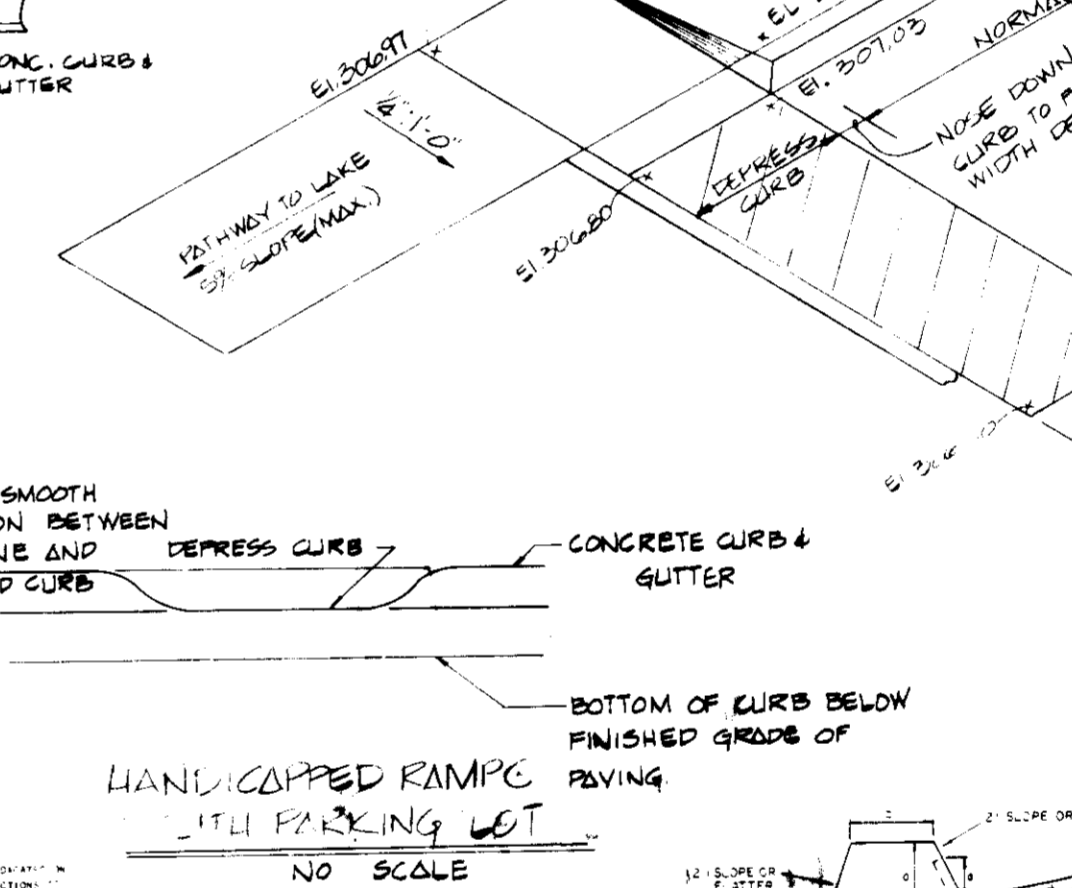 CONC. CURB &
GUTTER
El. 306.97
1/4":1'-0"
PATHWAY TO LAKE
5% SLOPE (MAX.)
EL
El. 307.03
NORMAL
NOSE DOWN
CURB TO
WIDTH
DEPRESS
CURB
El. 306.80
El.
SMOOTH
BETWEEN
AND
CURB
DEPRESS CURB
CONCRETE CURB &
GUTTER
BOTTOM OF CURB BELOW
FINISHED GRADE OF
PAVING.
HANDICAPPED RAMP
PARKING LOT
NO SCALE
SLOPE OR
SLOPE OR
FLATTER